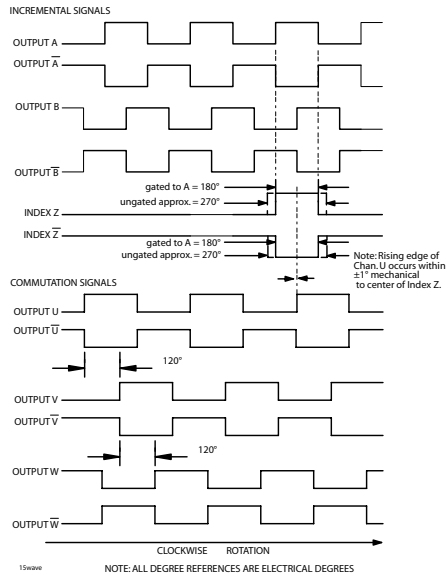 INCREMENTAL SIGNALS
OUTPUT A
OUTPUT A̅
OUTPUT B
OUTPUT B̅
gated to A = 180°
ungated approx. = 270°
INDEX Z
INDEX Z̅
gated to A = 180°
ungated approx. = 270°
Note: Rising edge of
Chan. U occurs within
±1° mechanical
to center of Index Z.
COMMUTATION SIGNALS
OUTPUT U
OUTPUT U̅
120°
OUTPUT V
OUTPUT V̅
120°
OUTPUT W
OUTPUT W̅
CLOCKWISE ROTATION
15wave
NOTE: ALL DEGREE REFERENCES ARE ELECTRICAL DEGREES